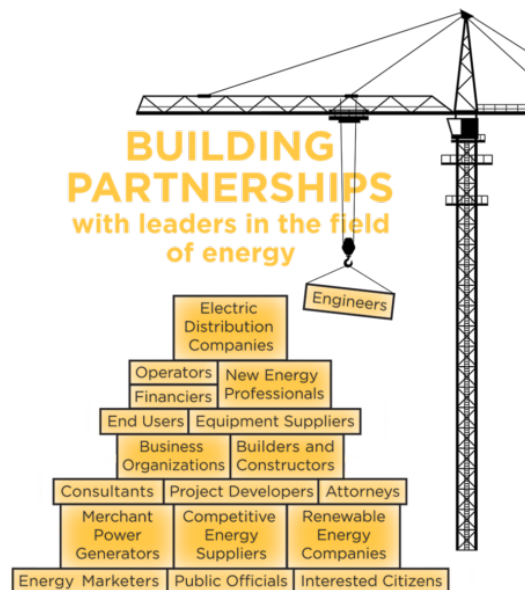 BUILDING
PARTNERSHIPS
with leaders in the field
of energy
Engineers
Electric
Distribution
Companies
Operators
Financiers
New Energy
Professionals
End Users
Equipment Suppliers
Business
Organizations
Builders and
Constructors
Consultants
Project Developers
Attorneys
Merchant
Power
Generators
Competitive
Energy
Suppliers
Renewable
Energy
Companies
Energy Marketers
Public Officials
Interested Citizens